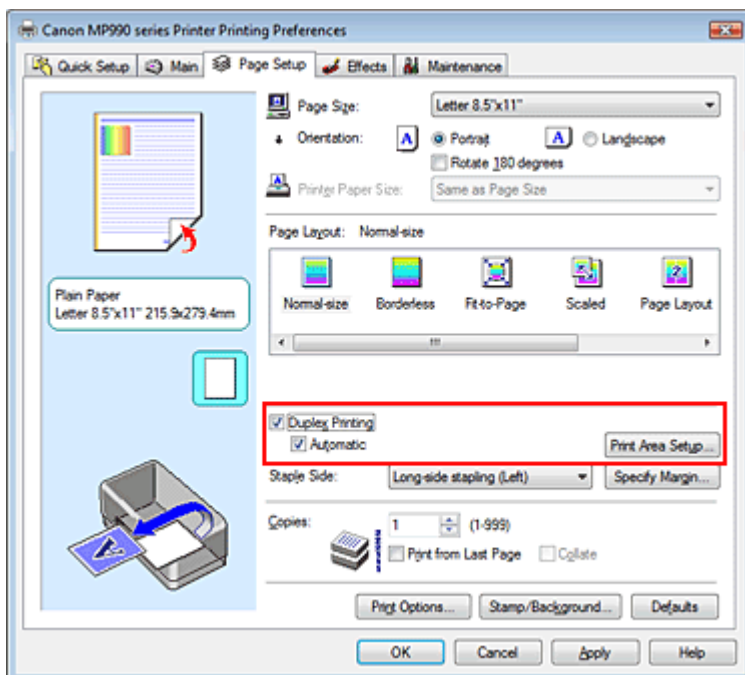 Canon MP990 series Printer Printing Preferences
Quick Setup Main Page Setup Effects Maintenance
Page Size: Letter 8.5"x11"
Orientation: A Portrait A Landscape
Rotate 180 degrees
Printer Paper Size: Same as Page Size
Page Layout: Normal-size
Normal-size Borderless Fit-to-Page Scaled Page Layout
Plain Paper
Letter 8.5"x11" 215.9x279.4mm
Duplex Printing
Automatic Print Area Setup...
Staple Side: Long-side stapling (Left) Specify Margin...
Copies: 1 (1-999)
Print from Last Page Collate
Print Options... Stamp/Background... Defaults
OK Cancel Apply Help